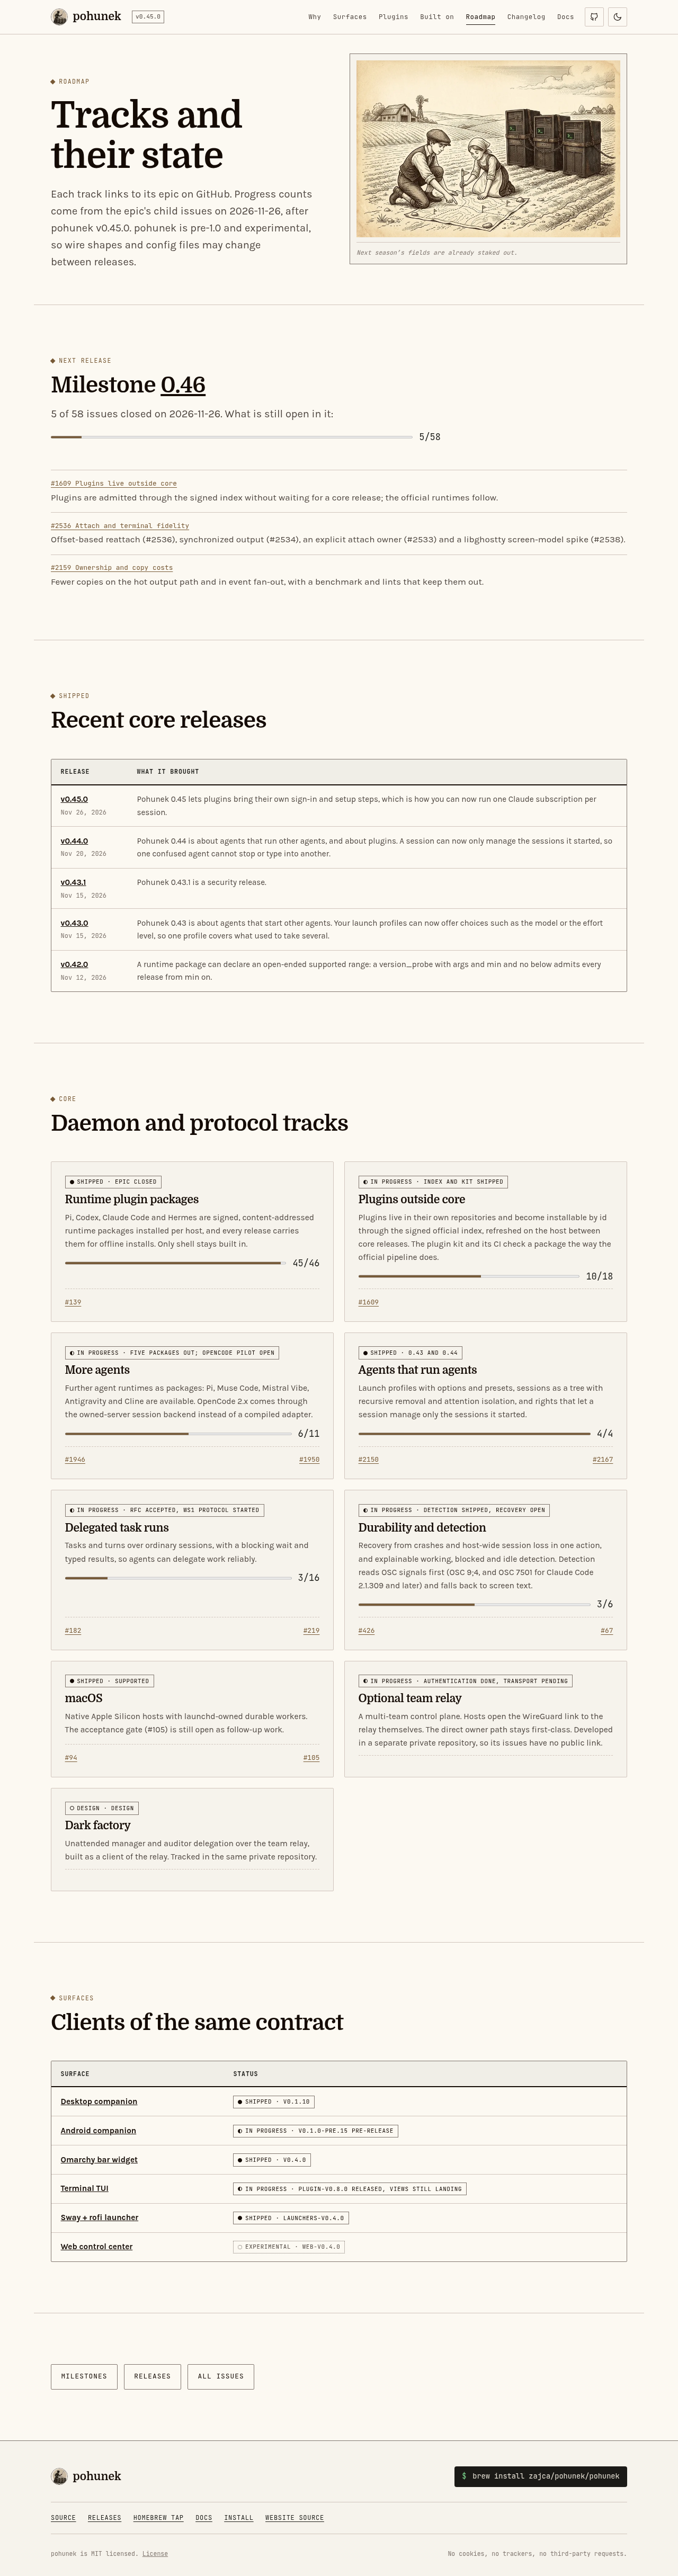 pohunek v0.45.0 Why Surfaces Plugins Built on Roadmap Changelog Docs
ROADMAP
Tracks and
their state
Each track links to its epic on GitHub. Progress counts
come from the epic's child issues on 2026-11-26, after
pohunek v0.45.0. pohunek is pre-1.0 and experimental,
so wire shapes and config files may change
between releases.
Next season's fields are already staked out.
NEXT RELEASE
Milestone 0.46
5 of 58 issues closed on 2026-11-26. What is still open in it:
5/58
#1609 Plugins live outside core
Plugins are admitted through the signed index without waiting for a core release; the official runtimes follow.
#2536 Attach and terminal fidelity
Offset-based reattach (#2536), synchronized output (#2534), an explicit attach owner (#2533) and a libghostty screen-model spike (#2538).
#2159 Ownership and copy costs
Fewer copies on the hot output path and in event fan-out, with a benchmark and lints that keep them out.
SHIPPED
Recent core releases
RELEASE WHAT IT BROUGHT
v0.45.0
Nov 26, 2026
Pohunek 0.45 lets plugins bring their own sign-in and setup steps, which is how you can now run one Claude subscription per
session.
v0.44.0
Nov 20, 2026
Pohunek 0.44 is about agents that run other agents, and about plugins. A session can now only manage the sessions it started, so
one confused agent cannot stop or type into another.
v0.43.1
Nov 15, 2026
Pohunek 0.43.1 is a security release.
v0.43.0
Nov 15, 2026
Pohunek 0.43 is about agents that start other agents. Your launch profiles can now offer choices such as the model or the effort
level, so one profile covers what used to take several.
v0.42.0
Nov 12, 2026
A runtime package can declare an open-ended supported range: a version_probe with args and min and no below admits every
release from min on.
CORE
Daemon and protocol tracks
SHIPPED · EPIC CLOSED
Runtime plugin packages
Pi, Codex, Claude Code and Hermes are signed, content-addressed
runtime packages installed per host, and every release carries
them for offline installs. Only shell stays built in.
45/46
#139
IN PROGRESS · INDEX AND KIT SHIPPED
Plugins outside core
Plugins live in their own repositories and become installable by id
through the signed official index, refreshed on the host between
core releases. The plugin kit and its CI check a package the way the
official pipeline does.
10/18
#1609
IN PROGRESS · FIVE PACKAGES OUT; OPENCODE PILOT OPEN
More agents
Further agent runtimes as packages: Pi, Muse Code, Mistral Vibe,
Antigravity and Cline are available. OpenCode 2.x comes through
the owned-server session backend instead of a compiled adapter.
6/11
#1946 #1950
SHIPPED · 0.43 AND 0.44
Agents that run agents
Launch profiles with options and presets, sessions as a tree with
recursive removal and attention isolation, and rights that let a
session manage only the sessions it started.
4/4
#2150 #2167
IN PROGRESS · RFC ACCEPTED, WS1 PROTOCOL STARTED
Delegated task runs
Tasks and turns over ordinary sessions, with a blocking wait and
typed results, so agents can delegate work reliably.
3/16
#182 #219
IN PROGRESS · DETECTION SHIPPED, RECOVERY OPEN
Durability and detection
Recovery from crashes and host-wide session loss in one action,
and explainable working, blocked and idle detection. Detection
reads OSC signals first (OSC 9;4, and OSC 7501 for Claude Code
2.1.309 and later) and falls back to screen text.
3/6
#426 #67
SHIPPED · SUPPORTED
macOS
Native Apple Silicon hosts with launchd-owned durable workers.
The acceptance gate (#105) is still open as follow-up work.
#94 #105
IN PROGRESS · AUTHENTICATION DONE, TRANSPORT PENDING
Optional team relay
A multi-team control plane. Hosts open the WireGuard link to the
relay themselves. The direct owner path stays first-class. Developed
in a separate private repository, so its issues have no public link.
DESIGN · DESIGN
Dark factory
Unattended manager and auditor delegation over the team relay,
built as a client of the relay. Tracked in the same private repository.
SURFACES
Clients of the same contract
SURFACE STATUS
Desktop companion SHIPPED · V0.1.10
Android companion IN PROGRESS · V0.1.0-PRE.15 PRE-RELEASE
Omarchy bar widget SHIPPED · V0.4.0
Terminal TUI IN PROGRESS · PLUGIN-V0.8.0 RELEASED, VIEWS STILL LANDING
Sway + rofi launcher SHIPPED · LAUNCHERS-V0.4.0
Web control center EXPERIMENTAL · WEB-V0.4.0
MILESTONES RELEASES ALL ISSUES
pohunek $ brew install zajca/pohunek/pohunek
SOURCE RELEASES HOMEBREW TAP DOCS INSTALL WEBSITE SOURCE
pohunek is MIT licensed. License No cookies, no trackers, no third-party requests.